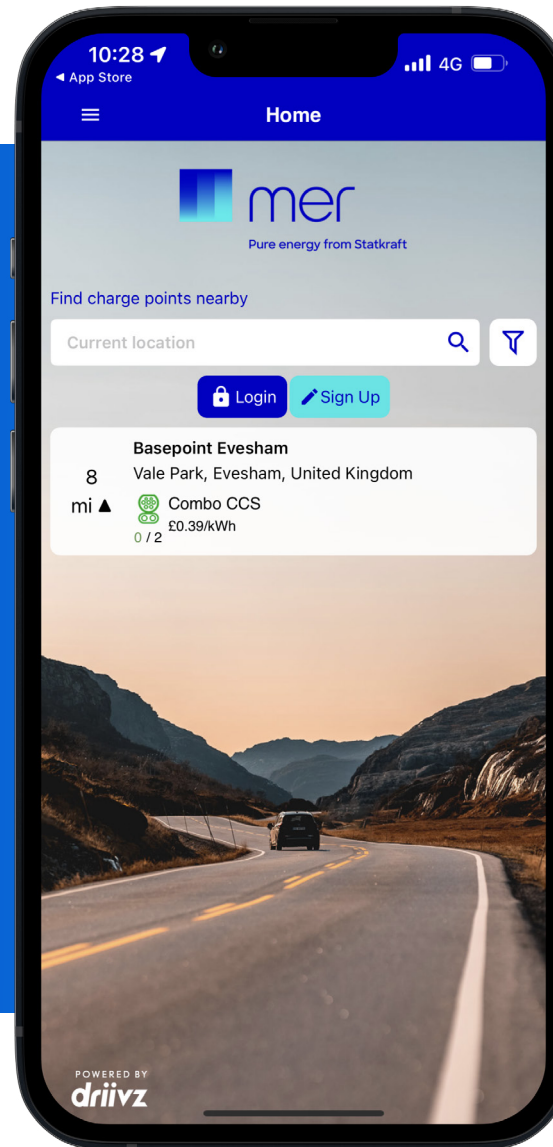 10:28
4G
◀ App Store
Home
mer
Pure energy from Statkraft
Find charge points nearby
Current location
Login
Sign Up
Basepoint Evesham
8
Vale Park, Evesham, United Kingdom
mi ▲
Combo CCS
£0.39/kWh
0 / 2
POWERED BY
driivz